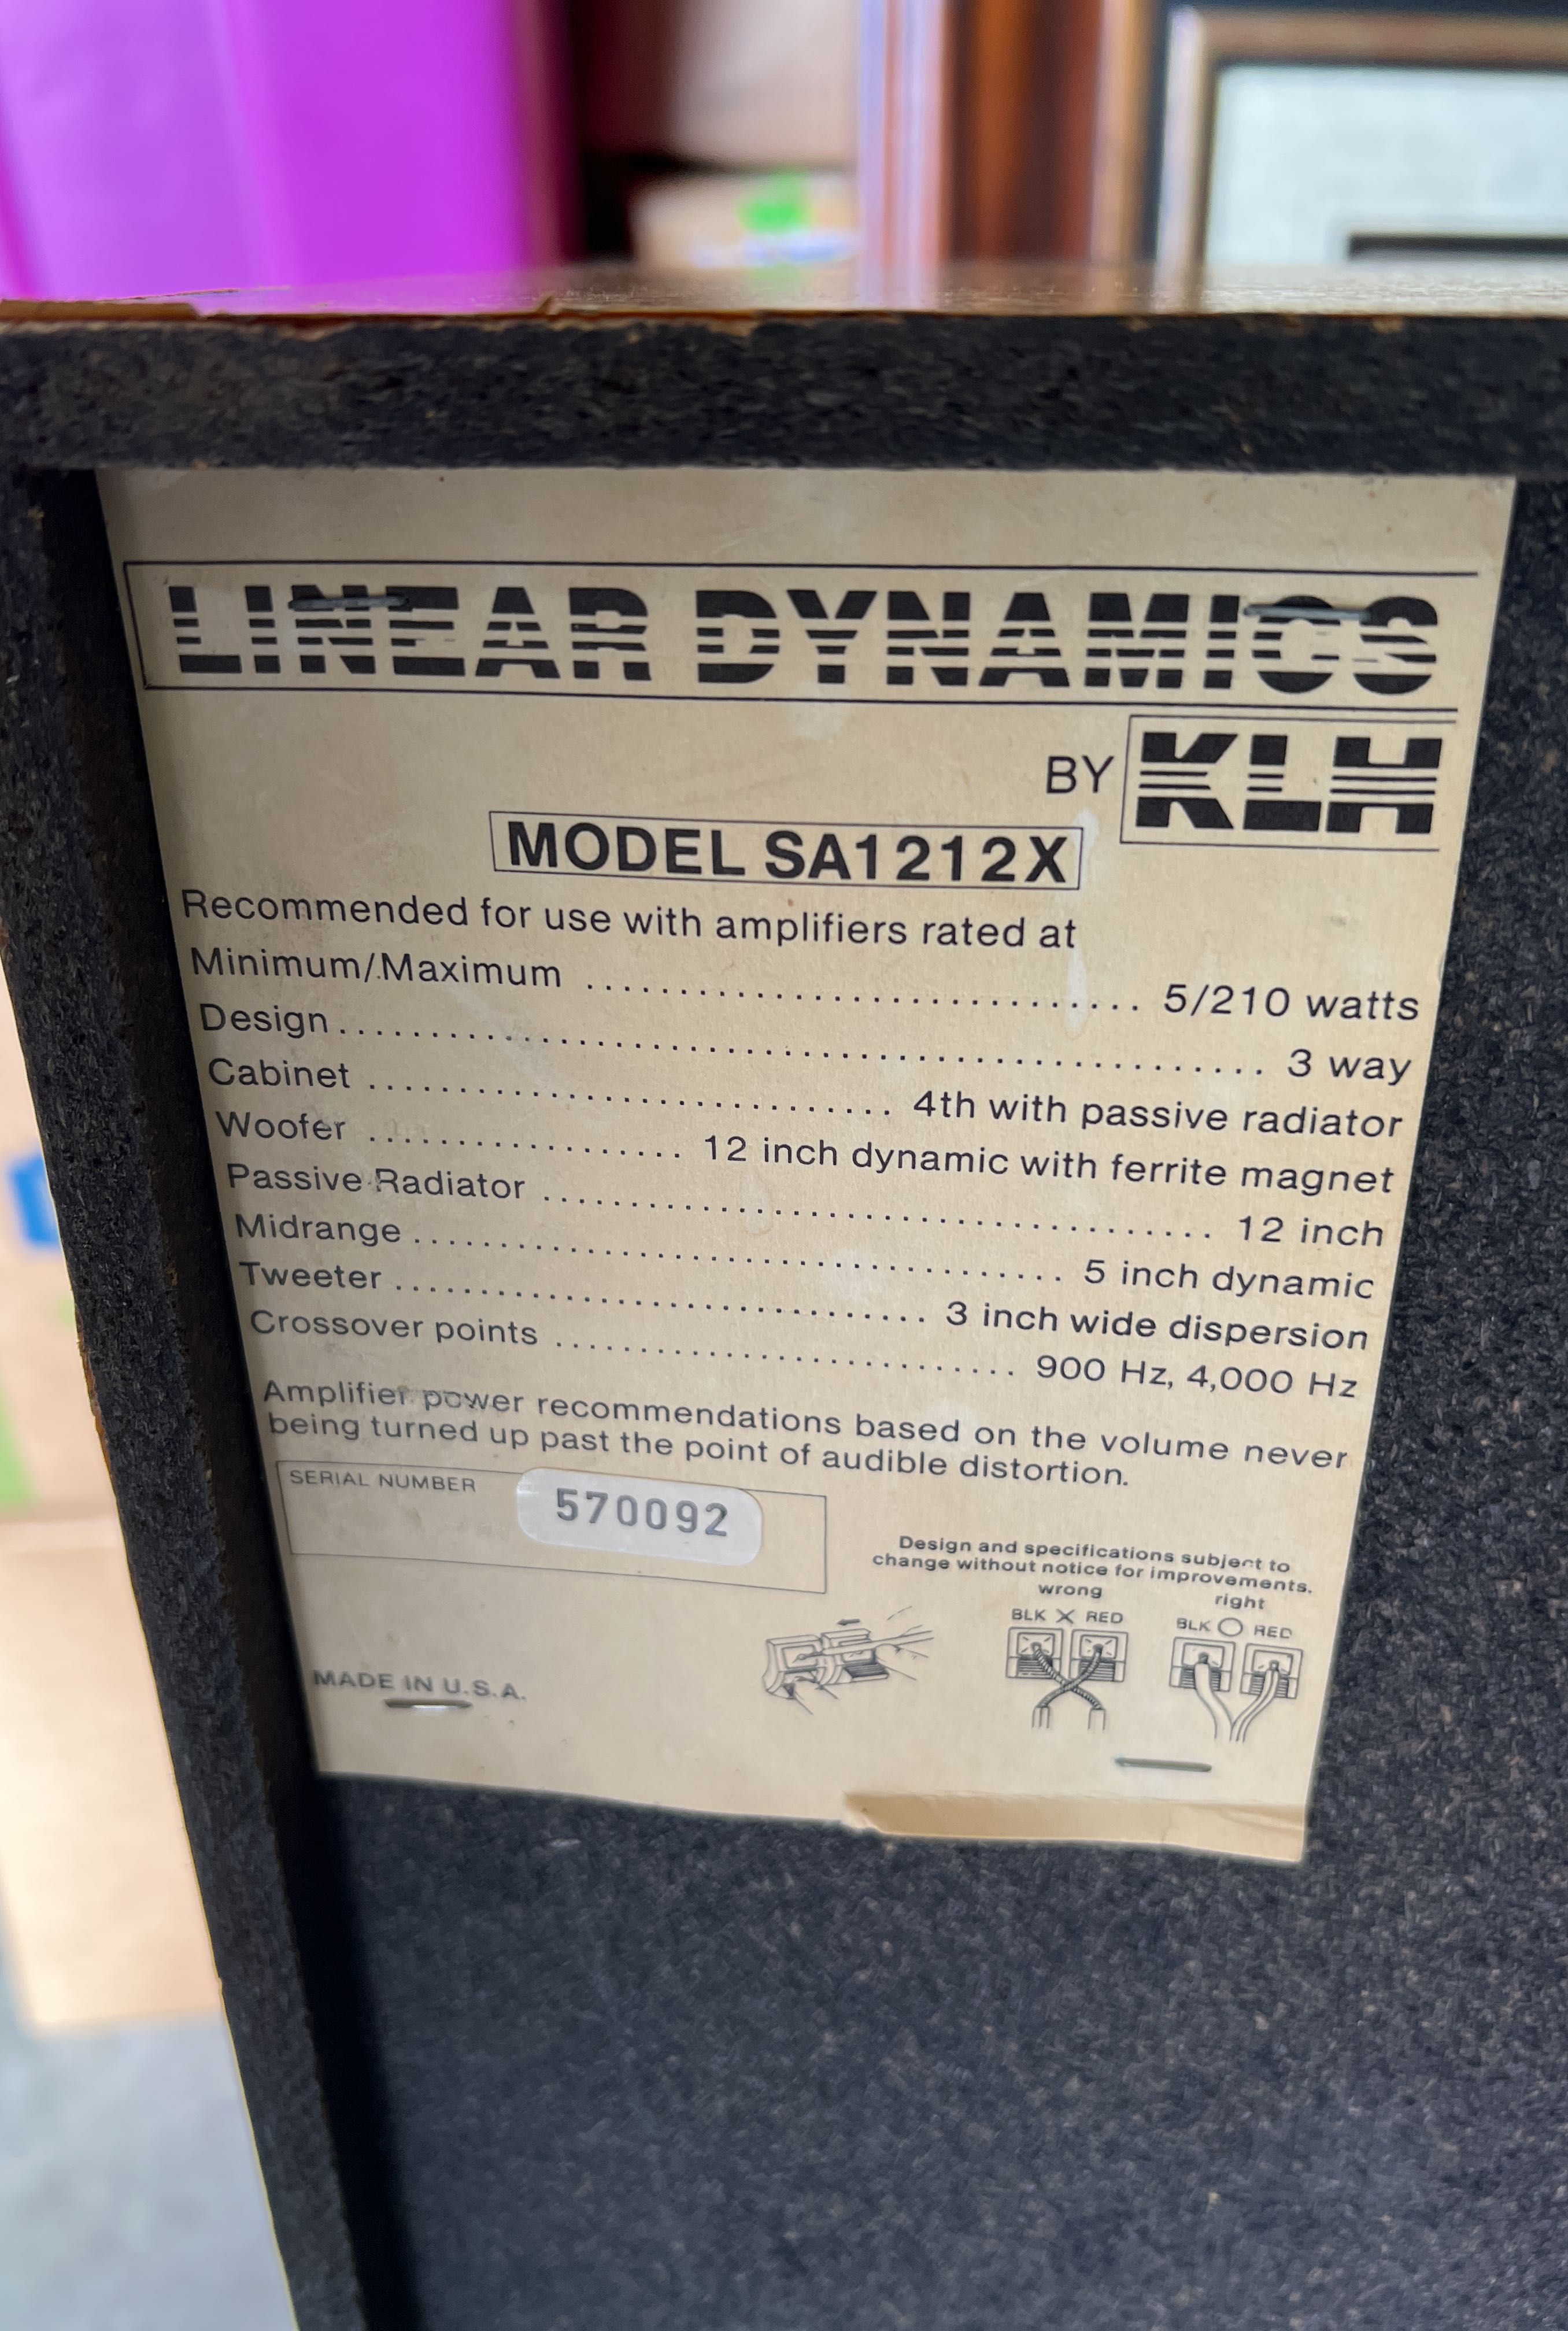 LINEAR DYNAMICS
BY KLH
MODEL SA1212X
Recommended for use with amplifiers rated at
Minimum/Maximum .............................. 5/210 watts
Design ................................................ 3 way
Cabinet .............................. 4th with passive radiator
Woofer ................. 12 inch dynamic with ferrite magnet
Passive Radiator ..................................... 12 inch
Midrange ................................... 5 inch dynamic
Tweeter .............................. 3 inch wide dispersion
Crossover points ......................... 900 Hz, 4,000 Hz
Amplifier power recommendations based on the volume never
being turned up past the point of audible distortion.
SERIAL NUMBER 570092
Design and specifications subject to
change without notice for improvements.
wrong right
BLK X RED BLK O RED
MADE IN U.S.A.